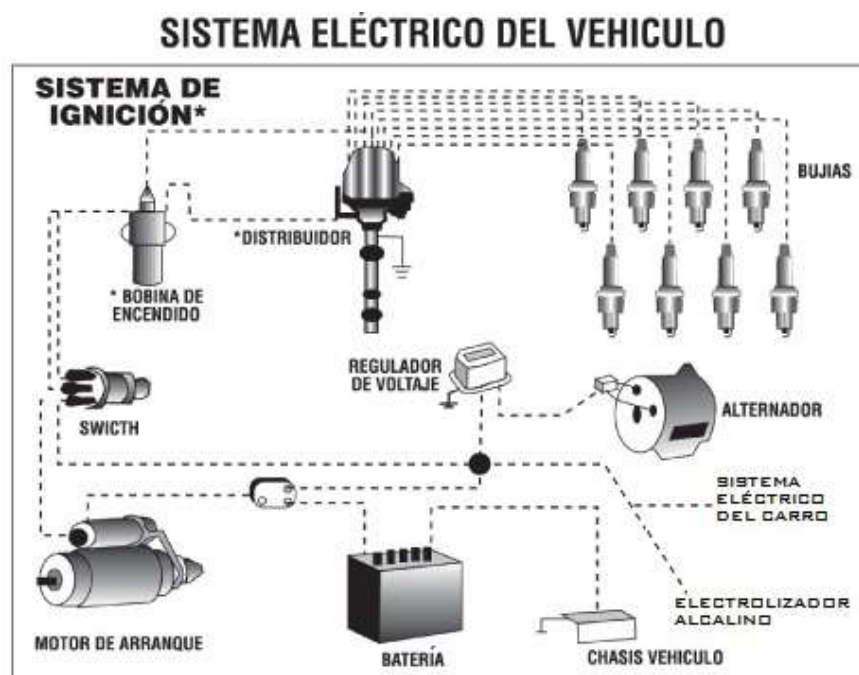 SISTEMA ELÉCTRICO DEL VEHICULO
SISTEMA DE
IGNICIÓN*
BUJIAS
*DISTRIBUIDOR
* BOBINA DE
ENCENDIDO
REGULADOR
DE VOLTAJE
ALTERNADOR
SWICTH
SISTEMA
ELÉCTRICO
DEL CARRO
ELECTROLIZADOR
ALCALINO
MOTOR DE ARRANQUE
BATERÍA
CHASIS VEHICULO